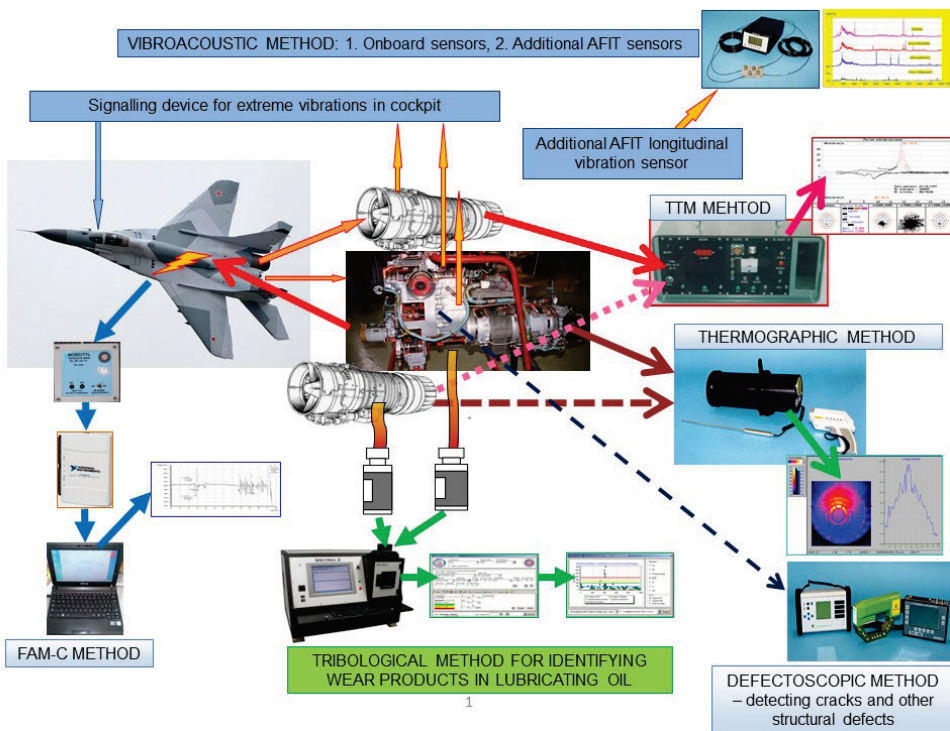 VIBROACOUSTIC METHOD: 1. Onboard sensors, 2. Additional AFIT sensors
Signalling device for extreme vibrations in cockpit
Additional AFIT longitudinal
vibration sensor
TTM MEHTOD
THERMOGRAPHIC METHOD
NATIONAL
INSTRUMENTS
FAM-C METHOD
TRIBOLOGICAL METHOD FOR IDENTIFYING
WEAR PRODUCTS IN LUBRICATING OIL
1
DEFECTOSCOPIC METHOD
– detecting cracks and other
structural defects